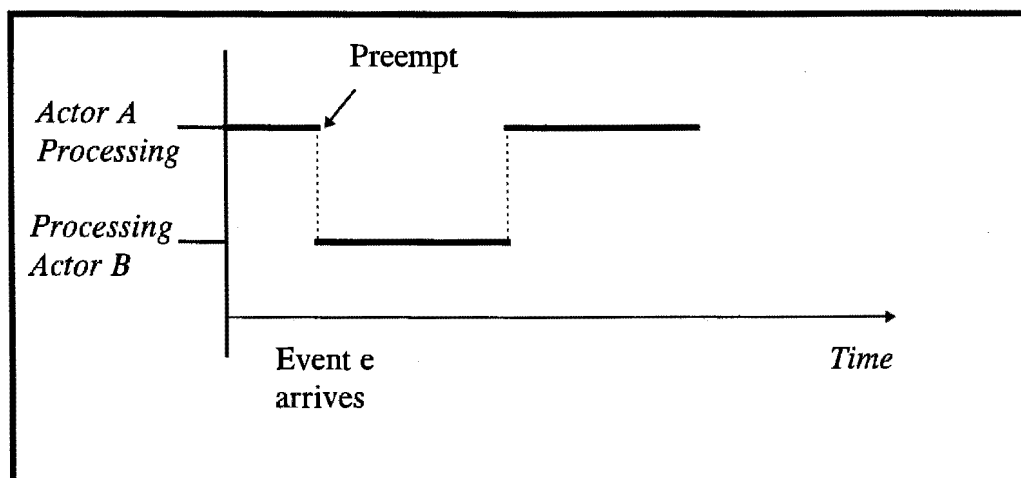 Preempt
Actor A
Processing
Processing
Actor B
Event e
arrives
Time